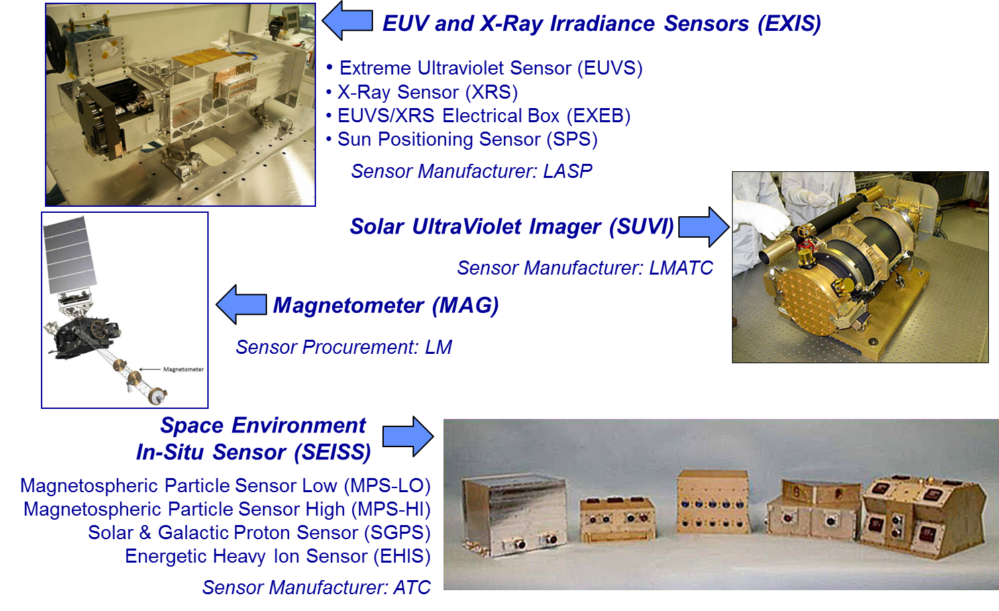 EUV and X-Ray Irradiance Sensors (EXIS)
• Extreme Ultraviolet Sensor (EUVS)
• X-Ray Sensor (XRS)
• EUVS/XRS Electrical Box (EXEB)
• Sun Positioning Sensor (SPS)
Sensor Manufacturer: LASP
Solar UltraViolet Imager (SUVI)
Sensor Manufacturer: LMATC
Magnetometer (MAG)
Sensor Procurement: LM
Magnetometer
Space Environment
In-Situ Sensor (SEISS)
Magnetospheric Particle Sensor Low (MPS-LO)
Magnetospheric Particle Sensor High (MPS-HI)
Solar & Galactic Proton Sensor (SGPS)
Energetic Heavy Ion Sensor (EHIS)
Sensor Manufacturer: ATC